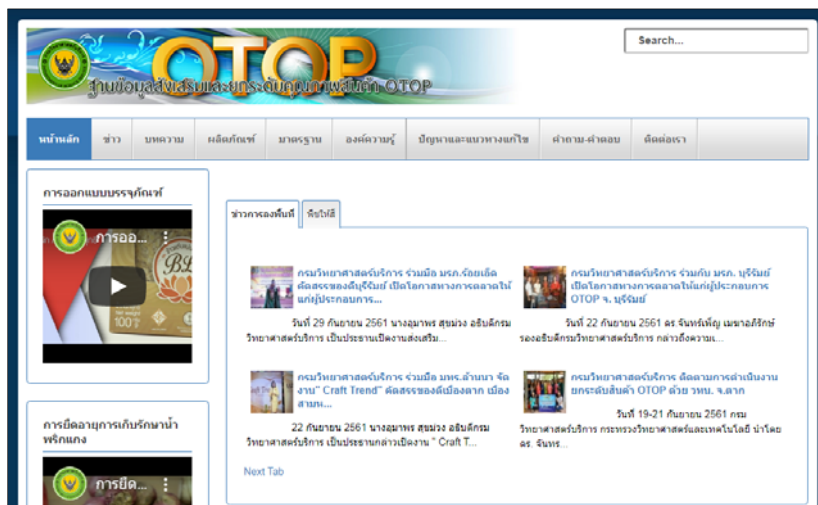 OTOP
ฐานข้อมูลส่งเสริมและยกระดับคุณภาพสินค้า OTOP
Search...
หน้าหลัก
ข่าว
บทความ
ผลิตภัณฑ์
มาตรฐาน
องค์ความรู้
ปัญหาและแนวทางแก้ไข
คำถาม-คำตอบ
ติดต่อเรา
การออกแบบบรรจุภัณฑ์
การออ...
100
ข่าวการลงพื้นที่
พืชให้สี
กรมวิทยาศาสตร์บริการ ร่วมมือ มรภ.ร้อยเอ็ด
คัดสรรของดีบุรีรัมย์ เปิดโอกาสทางการตลาดให้
แก่ผู้ประกอบการ...
วันที่ 29 กันยายน 2561 นางอุมาพร สุขม่วง อธิบดีกรม
วิทยาศาสตร์บริการ เป็นประธานเปิดงานส่งเสริม...
กรมวิทยาศาสตร์บริการ ร่วมกับ มรภ. บุรีรัมย์
เปิดโอกาสทางการตลาดให้แก่ผู้ประกอบการ
OTOP จ. บุรีรัมย์
วันที่ 22 กันยายน 2561 ดร.จันทร์เพ็ญ เมฆาอภิรักษ์
รองอธิบดีกรมวิทยาศาสตร์บริการ กล่าวถึงความเ...
กรมวิทยาศาสตร์บริการ ร่วมมือ มทร.ล้านนา จัด
งาน" Craft Trend" คัดสรรของดีเมืองตาก เมือง
สามห...
22 กันยายน 2561 นางอุมาพร สุขม่วง อธิบดีกรม
วิทยาศาสตร์บริการ เป็นประธานกล่าวเปิดงาน " Craft T...
กรมวิทยาศาสตร์บริการ ติดตามการดำเนินงาน
ยกระดับสินค้า OTOP ด้วย วทน. จ.ตาก
วันที่ 19-21 กันยายน 2561 กรม
วิทยาศาสตร์บริการ กระทรวงวิทยาศาสตร์และเทคโนโลยี นำโดย
ดร. จันทร...
Next Tab
การยืดอายุการเก็บรักษาน้ำ
พริกแกง
การยืด...